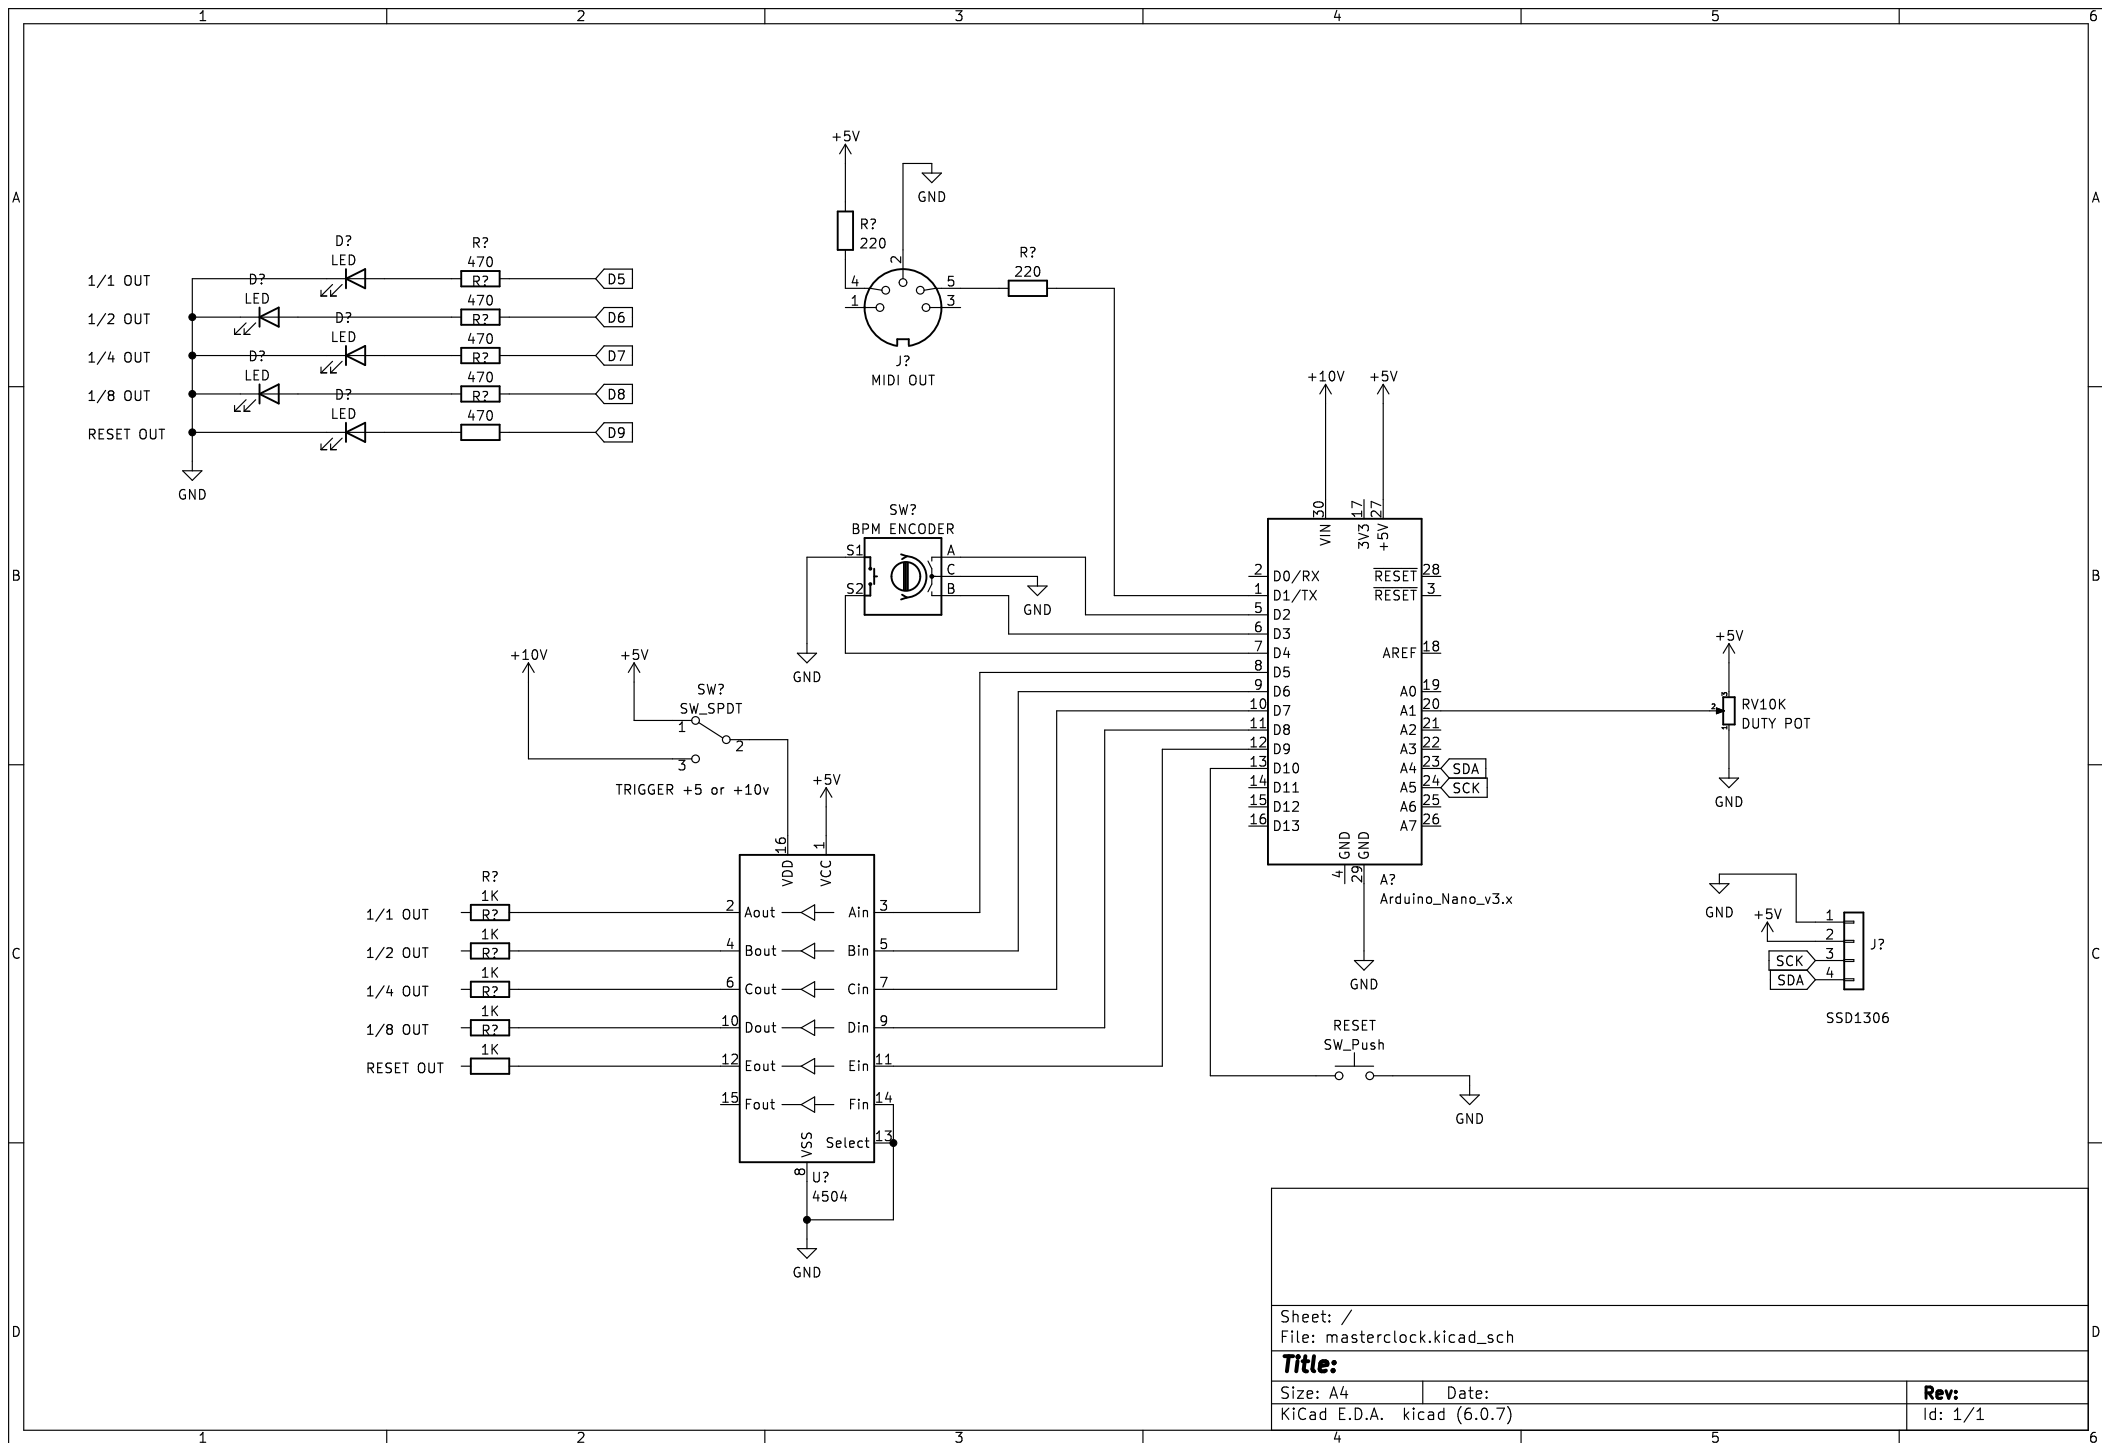 1 2 3 4 5 6
A A
B B
C C
D D
1/1 OUT
1/2 OUT
1/4 OUT
1/8 OUT
RESET OUT
D?
LED
R?
470
D5
D?
LED
R?
470
D6
D?
LED
R?
470
D7
D?
LED
R?
470
D8
D?
LED
R?
470
D9
GND
+5V
R?
220
GND
2
4 5
1 3
J?
MIDI OUT
R?
220
SW?
BPM ENCODER
S1 A
C
S2 B
GND
GND
+10V +5V
SW?
SW_SPDT
1
2
3
TRIGGER +5 or +10v
+5V
16 1
VDD VCC
R?
1K
1/1 OUT 2 Aout Ain 3
R?
1K
1/2 OUT 4 Bout Bin 5
R?
1K
1/4 OUT 6 Cout Cin 7
R?
1K
1/8 OUT 10 Dout Din 9
R?
1K
RESET OUT 12 Eout Ein 11
15 Fout Fin 14
VSS Select 13
8
U?
4504
GND
+10V +5V
30 17 27
VIN 3V3 +5V
2 D0/RX RESET 28
1 D1/TX RESET 3
5 D2
6 D3
7 D4 AREF 18
8 D5
9 D6 A0 19
10 D7 A1 20
11 D8 A2 21
12 D9 A3 22
13 D10 A4 23 SDA
14 D11 A5 24 SCK
15 D12 A6 25
16 D13 A7 26
GND GND
4 29
A?
Arduino_Nano_v3.x
GND
RESET
SW_Push
GND
+5V
3
2
1
RV10K
DUTY POT
GND
GND
+5V
1
2
SCK 3
SDA 4
J?
SSD1306
Sheet: /
File: masterclock.kicad_sch
Title:
Size: A4 Date: Rev:
KiCad E.D.A. kicad (6.0.7) Id: 1/1
1 2 3 4 5 6